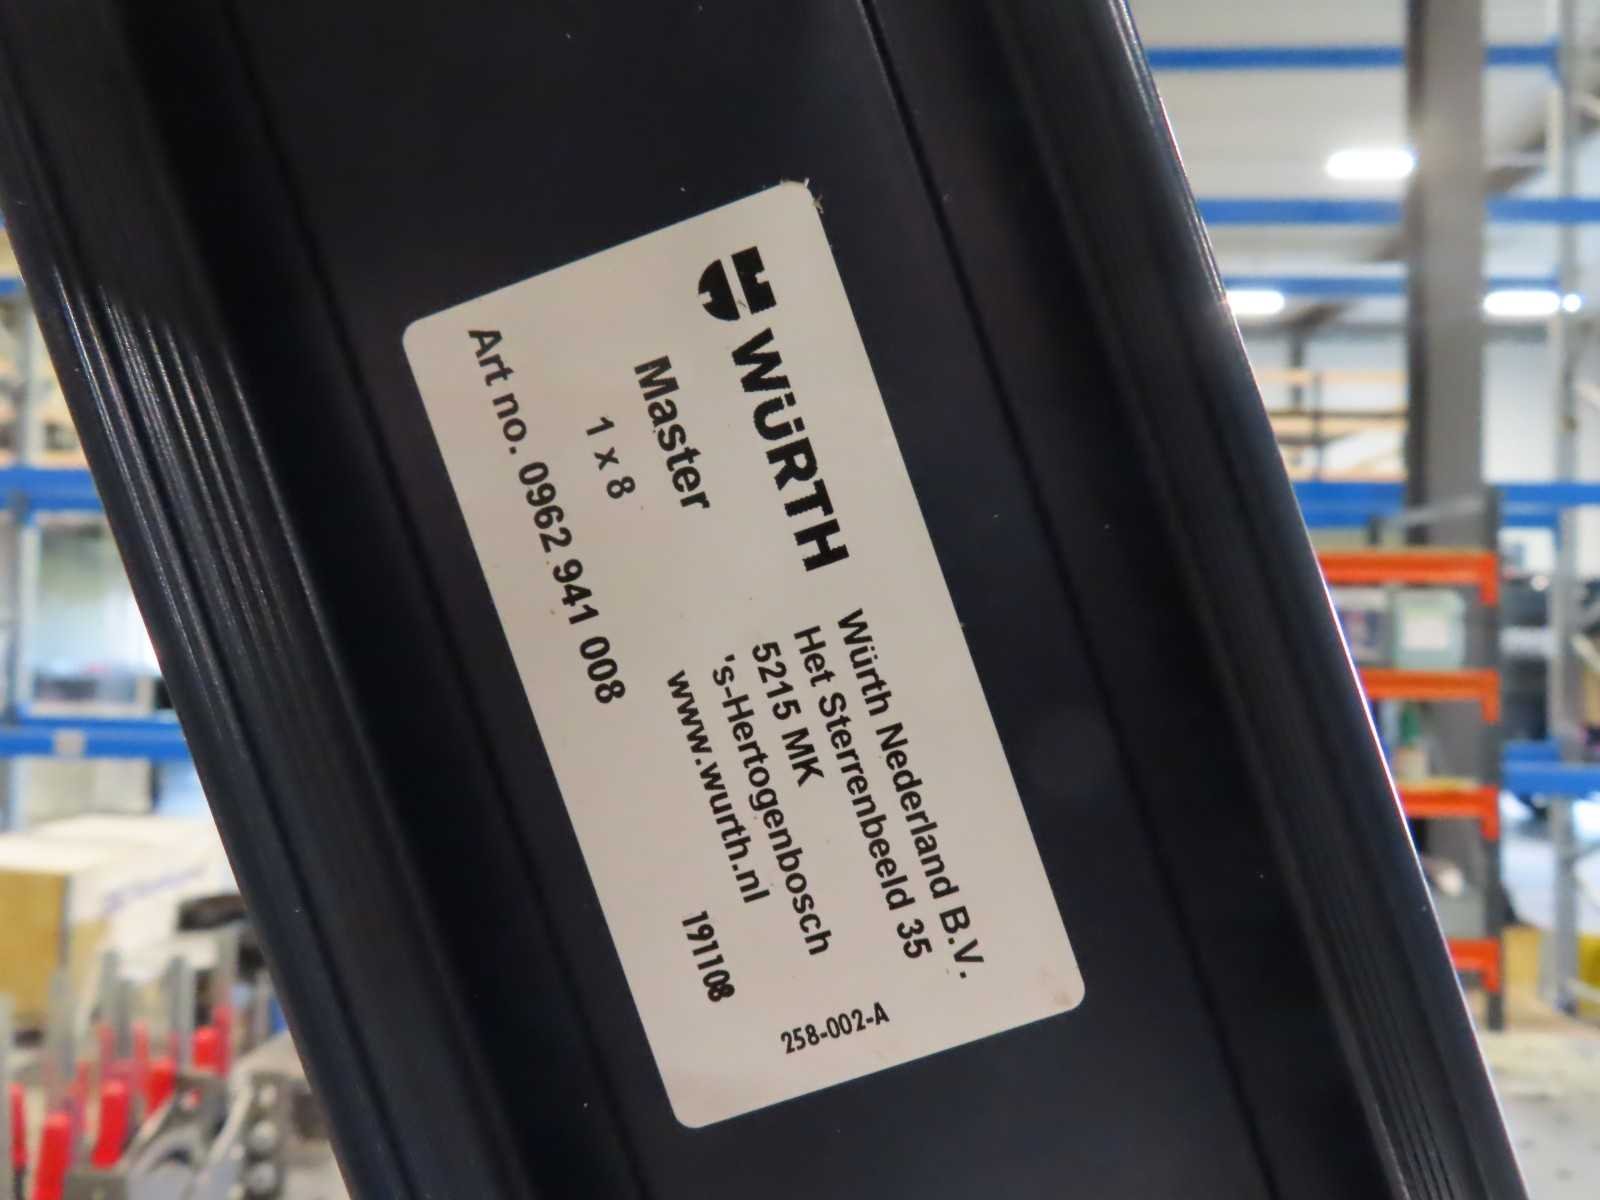 WÜRTH
Master
1 x 8
Art no. 0962 941 008
Würth Nederland B.V.
Het Sterrenbeeld 35
5215 MK
's-Hertogenbosch
www.wurth.nl
191108
258-002-A